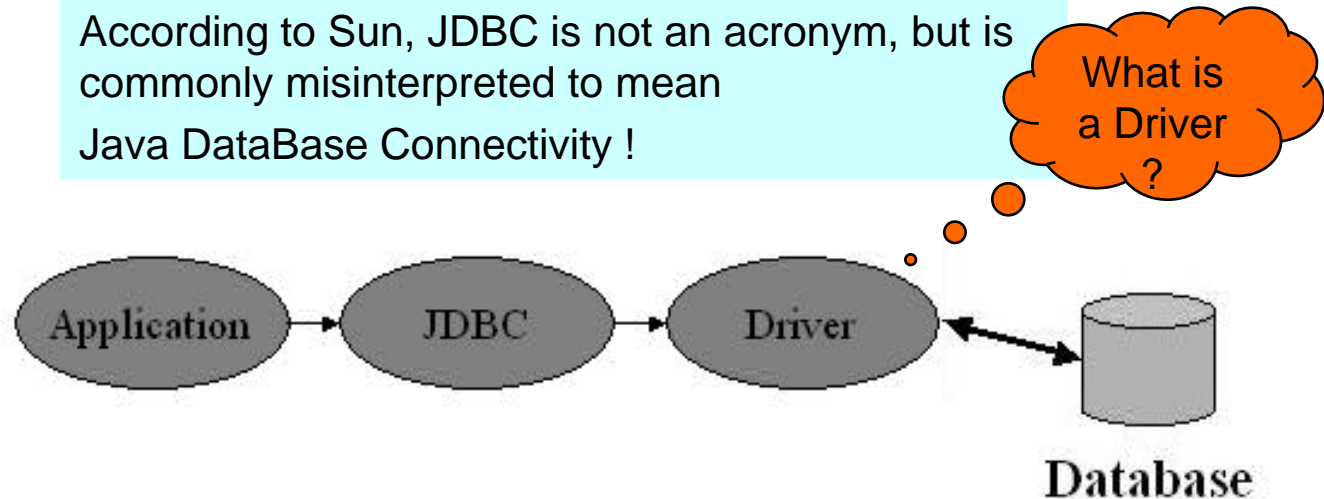 According to Sun, JDBC is not an acronym, but is
commonly misinterpreted to mean
Java DataBase Connectivity !
What is
a Driver
?
Application
JDBC
Driver
Database